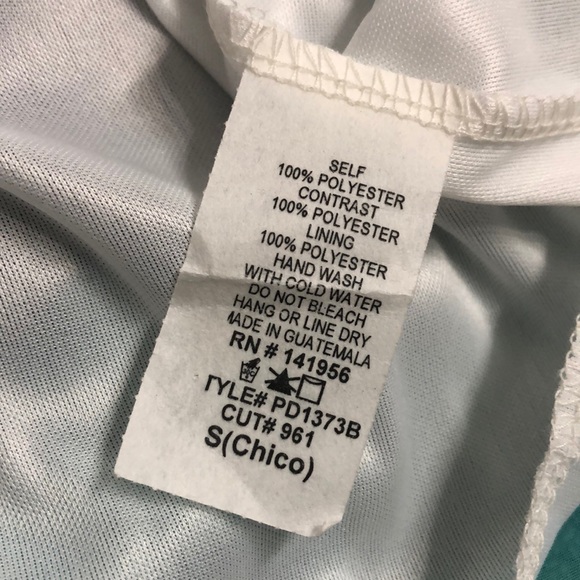 SELF
100% POLYESTER
CONTRAST
100% POLYESTER
LINING
100% POLYESTER
HAND WASH
WITH COLD WATER
DO NOT BLEACH
HANG OR LINE DRY
MADE IN GUATEMALA
RN # 141956
TYLE# PD1373B
CUT# 961
S(Chico)